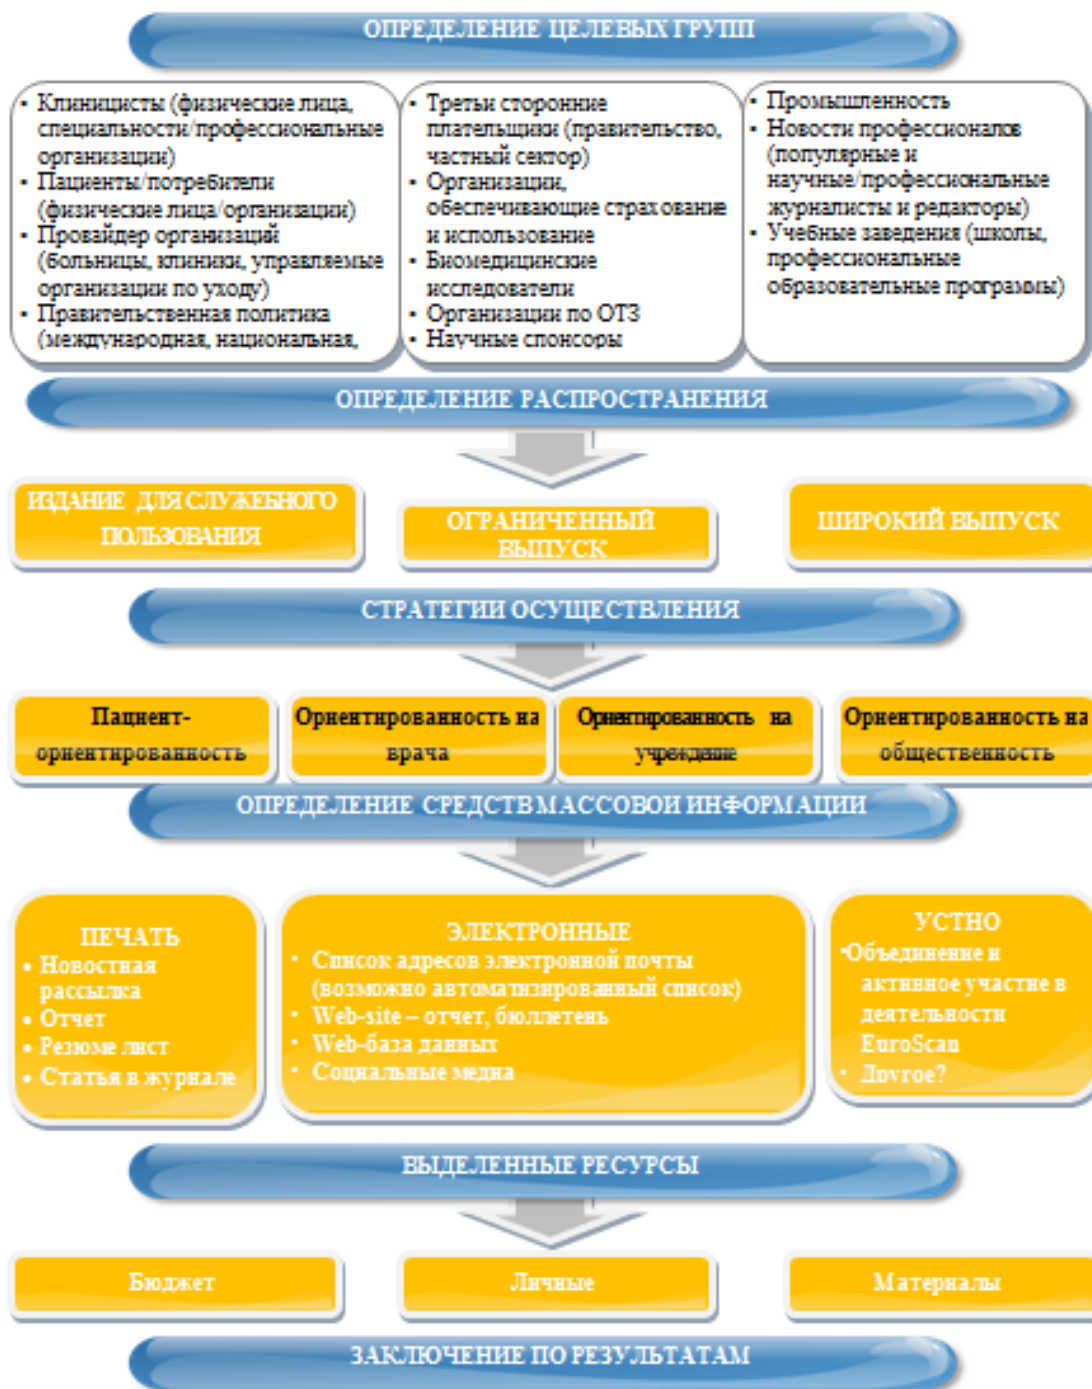 ОПРЕДЕЛЕНИЕ ЦЕЛЕВЫХ ГРУПП
• Клиницисты (физические лица,
специальности/профессиональные
организации)
• Пациенты/потребители
(физические лица/организации)
• Провайдер организаций
(больницы, клиники, управляемые
организации по уходу)
• Правительственная политика
(международная, национальная,
• Третьи сторонние
плательщики (правительство,
частный сектор)
• Организации,
обеспечивающие страхование
и использование
• Биомедицинские
исследователи
• Организации по ОТЗ
• Научные спонсоры
• Промышленность
• Новости профессионалов
(популярные и
научные/профессиональные
журналисты и редакторы)
• Учебные заведения (школы,
профессиональные
образовательные программы)
ОПРЕДЕЛЕНИЕ РАСПРОСТРАНЕНИЯ
ИЗДАНИЕ ДЛЯ СЛУЖЕБНОГО
ПОЛЬЗОВАНИЯ
ОГРАНИЧЕННЫЙ
ВЫПУСК
ШИРОКИЙ ВЫПУСК
СТРАТЕГИИ ОСУЩЕСТВЛЕНИЯ
Пациент-
ориентированность
Ориентированность на
врача
Ориентированность на
учреждение
Ориентированность на
общественность
ОПРЕДЕЛЕНИЕ СРЕДСТВ МАССОВОЙ ИНФОРМАЦИИ
ПЕЧАТЬ
• Новостная
рассылка
• Отчет
• Резюме лист
• Статья в журнале
ЭЛЕКТРОННЫЕ
• Список адресов электронной почты
(возможно автоматизированный список)
• Web-site – отчет, бюллетень
• Web-база данных
• Социальные медиа
УСТНО
•Объединение и
активное участие в
деятельности
EuroScan
• Другое?
ВЫДЕЛЕННЫЕ РЕСУРСЫ
Бюджет
Личные
Материалы
ЗАКЛЮЧЕНИЕ ПО РЕЗУЛЬТАТАМ